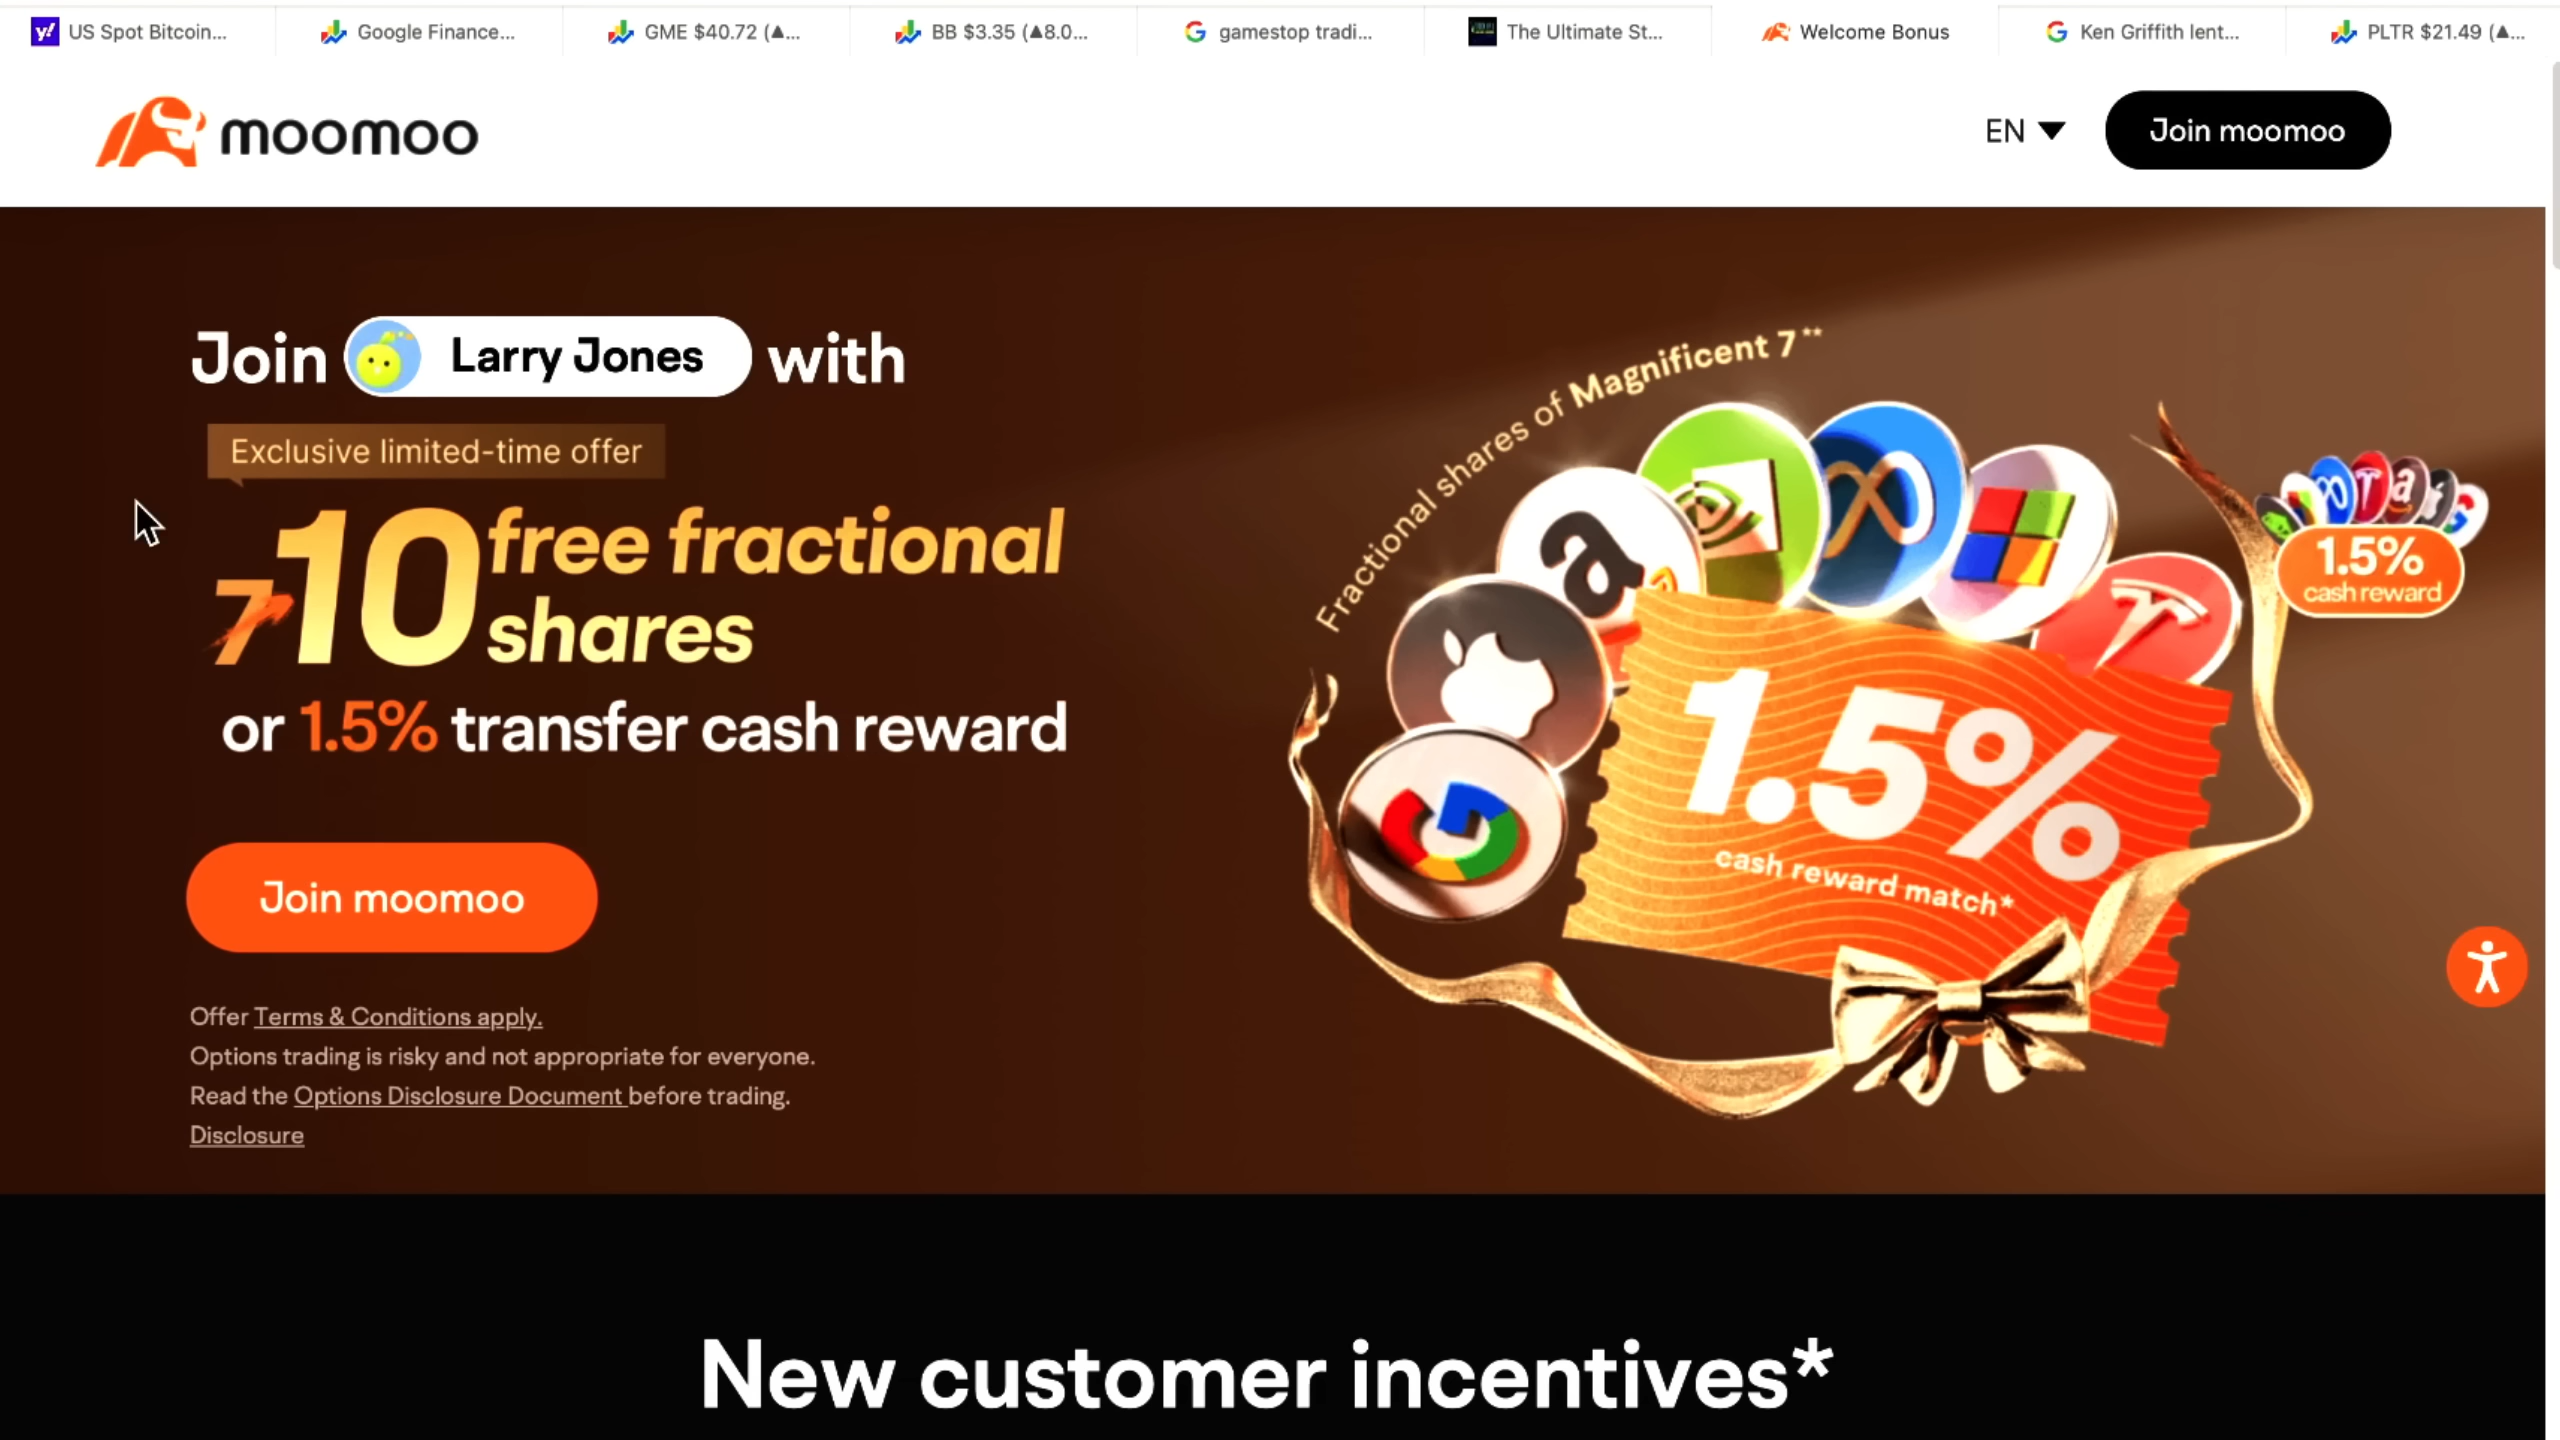 US Spot Bitcoin...
Google Finance...
GME $40.72 (▲...
BB $3.35 (▲8.0...
gamestop tradi...
The Ultimate St...
Welcome Bonus
Ken Griffith lent...
PLTR $21.49 (▲...
moomoo
EN ▼
Join moomoo
Join Larry Jones with
Exclusive limited-time offer
7 10 free fractional
shares
or 1.5% transfer cash reward
Join moomoo
Offer Terms & Conditions apply.
Options trading is risky and not appropriate for everyone.
Read the Options Disclosure Document before trading.
Disclosure
Fractional shares of Magnificent 7**
1.5%
cash reward match*
1.5%
cash reward
New customer incentives*